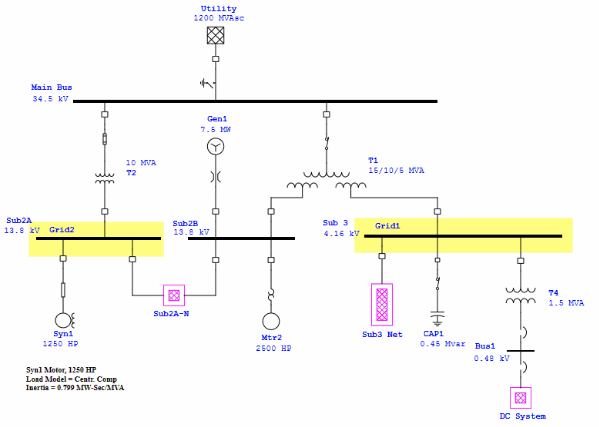 Utility
1200 MVAsc
Main Bus
34.5 kV
Gen1
7.5 MW
10 MVA
T2
T1
15/10/5 MVA
Sub2A
13.8 kV
Grid2
Sub2B
13.8 kV
Sub 3
4.16 kV
Grid1
T4
1.5 MVA
Sub2A-N
Syn1
1250 HP
Mtr2
2500 HP
Sub3 Net
CAP1
0.45 Mvar
Bus1
0.48 kV
DC System
Syn1 Motor, 1250 HP
Load Model = Centr. Comp
Inertia = 0.799 MW-Sec/MVA